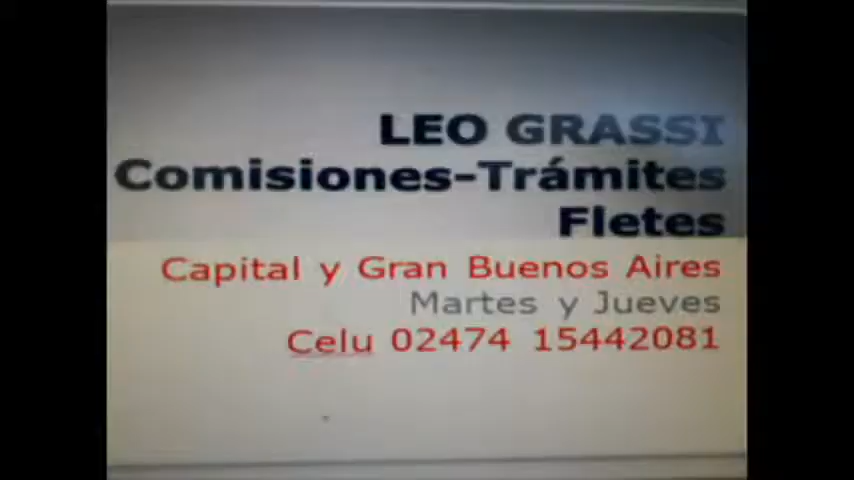 LEO GRASSI
Comisiones-Trámites
Fletes
Capital y Gran Buenos Aires
Martes y Jueves
Celu 02474 15442081